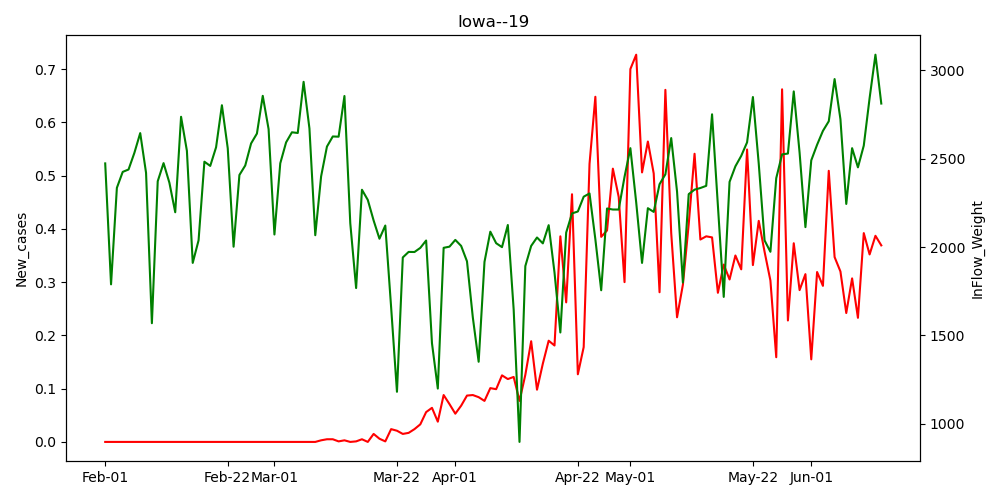 Iowa--19
New_cases
0.7
0.6
0.5
0.4
0.3
0.2
0.1
0.0
3000
2500
2000
1500
1000
InFlow_Weight
Feb-01
Feb-22
Mar-01
Mar-22
Apr-01
Apr-22
May-01
May-22
Jun-01